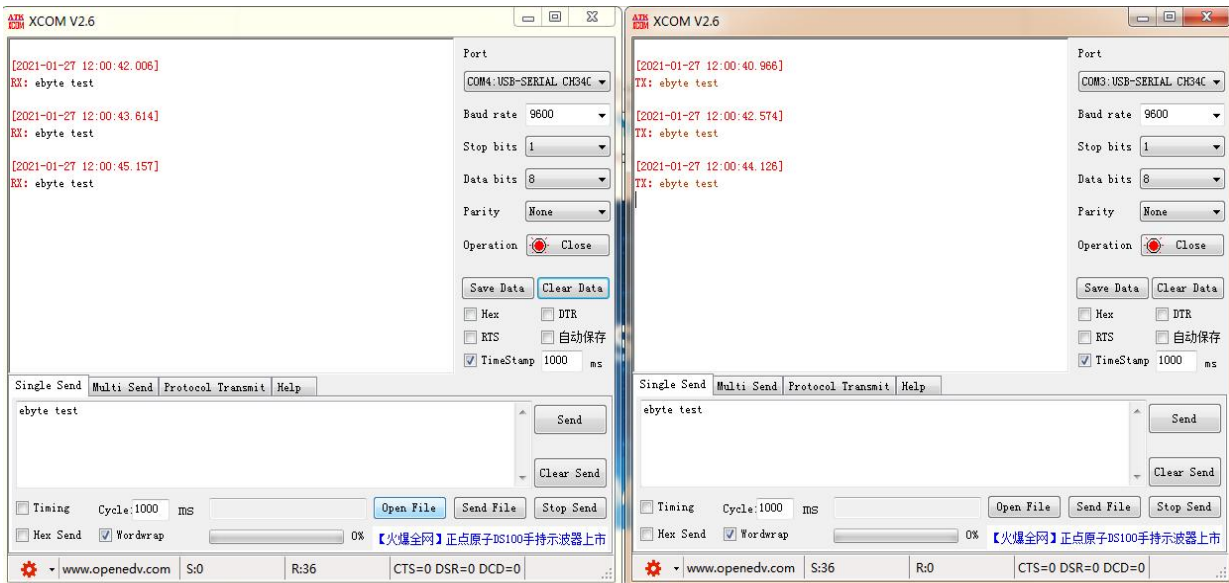 XCOM V2.6
[2021-01-27 12:00:42.006]
RX: ebyte test
[2021-01-27 12:00:43.614]
RX: ebyte test
[2021-01-27 12:00:45.157]
RX: ebyte test
Port
COM4:USB-SERIAL CH34C
Baud rate 9600
Stop bits 1
Data bits 8
Parity None
Operation Close
Save Data Clear Data
Hex DTR
RTS 自动保存
TimeStamp 1000 ms
Single Send Multi Send Protocol Transmit Help
ebyte test
Send
Clear Send
Timing Cycle:1000 ms Open File Send File Stop Send
Hex Send Wordwrap 0% 【火爆全网】正点原子DS100手持示波器上市
www.openedv.com S:0 R:36 CTS=0 DSR=0 DCD=0
XCOM V2.6
[2021-01-27 12:00:40.966]
TX: ebyte test
[2021-01-27 12:00:42.574]
TX: ebyte test
[2021-01-27 12:00:44.126]
TX: ebyte test
Port
COM3:USB-SERIAL CH34C
Baud rate 9600
Stop bits 1
Data bits 8
Parity None
Operation Close
Save Data Clear Data
Hex DTR
RTS 自动保存
TimeStamp 1000 ms
Single Send Multi Send Protocol Transmit Help
ebyte test
Send
Clear Send
Timing Cycle:1000 ms Open File Send File Stop Send
Hex Send Wordwrap 0% 【火爆全网】正点原子DS100手持示波器上市
www.openedv.com S:36 R:0 CTS=0 DSR=0 DCD=0